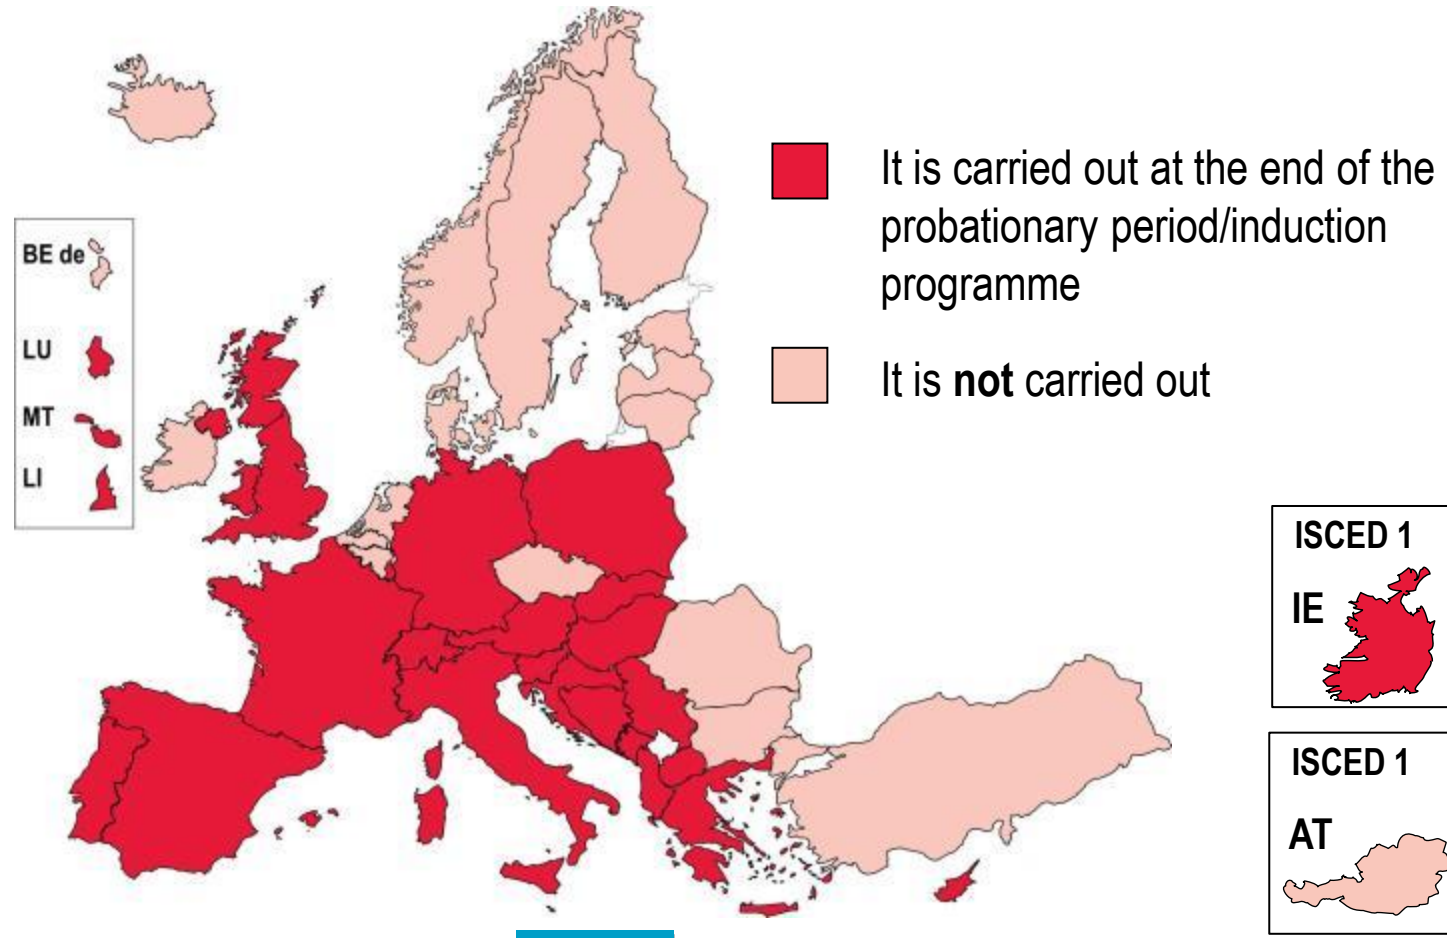 It is carried out at the end of the
probationary period/induction
programme
It is not carried out
BE de
LU
MT
LI
ISCED 1
IE
ISCED 1
AT